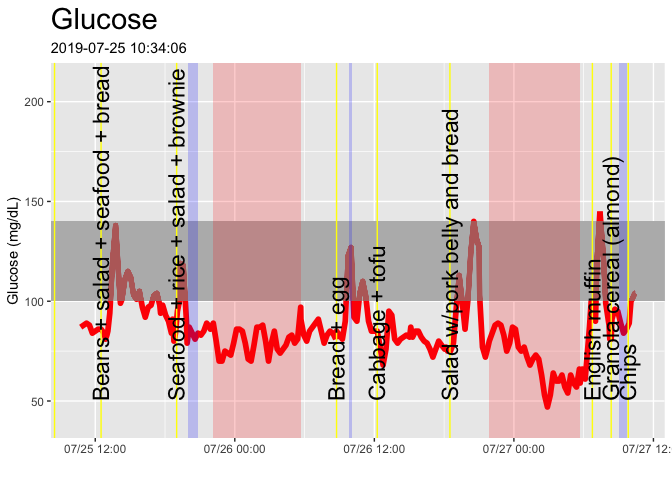 Glucose
2019-07-25 10:34:06
Glucose (mg/dL)
200
150
100
50
Beans + salad + seafood + bread
Seafood + rice + salad + brownie
Bread + egg
Cabbage + tofu
Salad w/pork belly and bread
English muffin
Granola cereal (almond)
Chips
07/25 12:00
07/26 00:00
07/26 12:00
07/27 00:00
07/27 12: